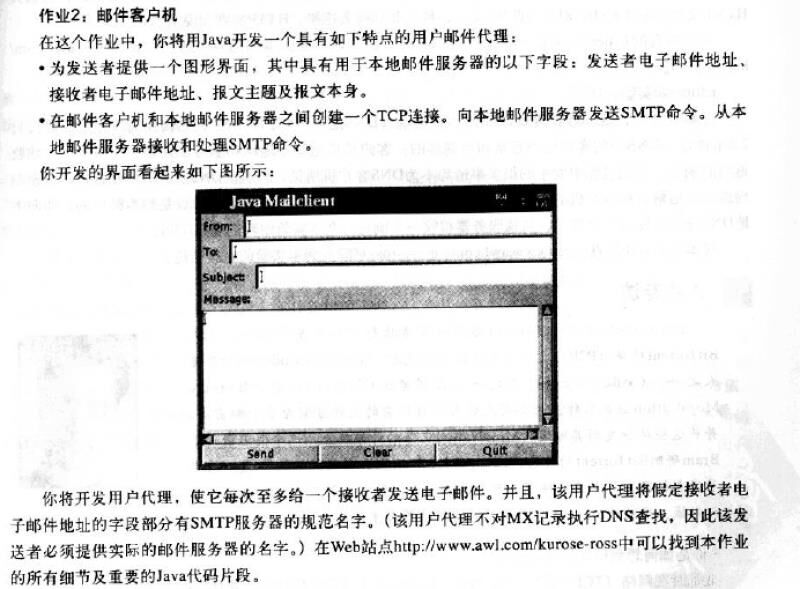 作业2：邮件客户机
在这个作业中，你将用Java开发一个具有如下特点的用户邮件代理：
•为发送者提供一个图形界面，其中具有用于本地邮件服务器的以下字段：发送者电子邮件地址、
接收者电子邮件地址、报文主题及报文本身。
•在邮件客户机和本地邮件服务器之间创建一个TCP连接。向本地邮件服务器发送SMTP命令。从本
地邮件服务器接收和处理SMTP命令。
你开发的界面看起来如下图所示：
Java Mailclient
From:
To:
Subject:
Message:
Send Clear Quit
你将开发用户代理，使它每次至多给一个接收者发送电子邮件。并且，该用户代理将假定接收者电
子邮件地址的字段部分有SMTP服务器的规范名字。（该用户代理不对MX记录执行DNS查找，因此该发
送者必须提供实际的邮件服务器的名字。）在Web站点http://www.awl.com/kurose-ross中可以找到本作业
的所有细节及重要的Java代码片段。